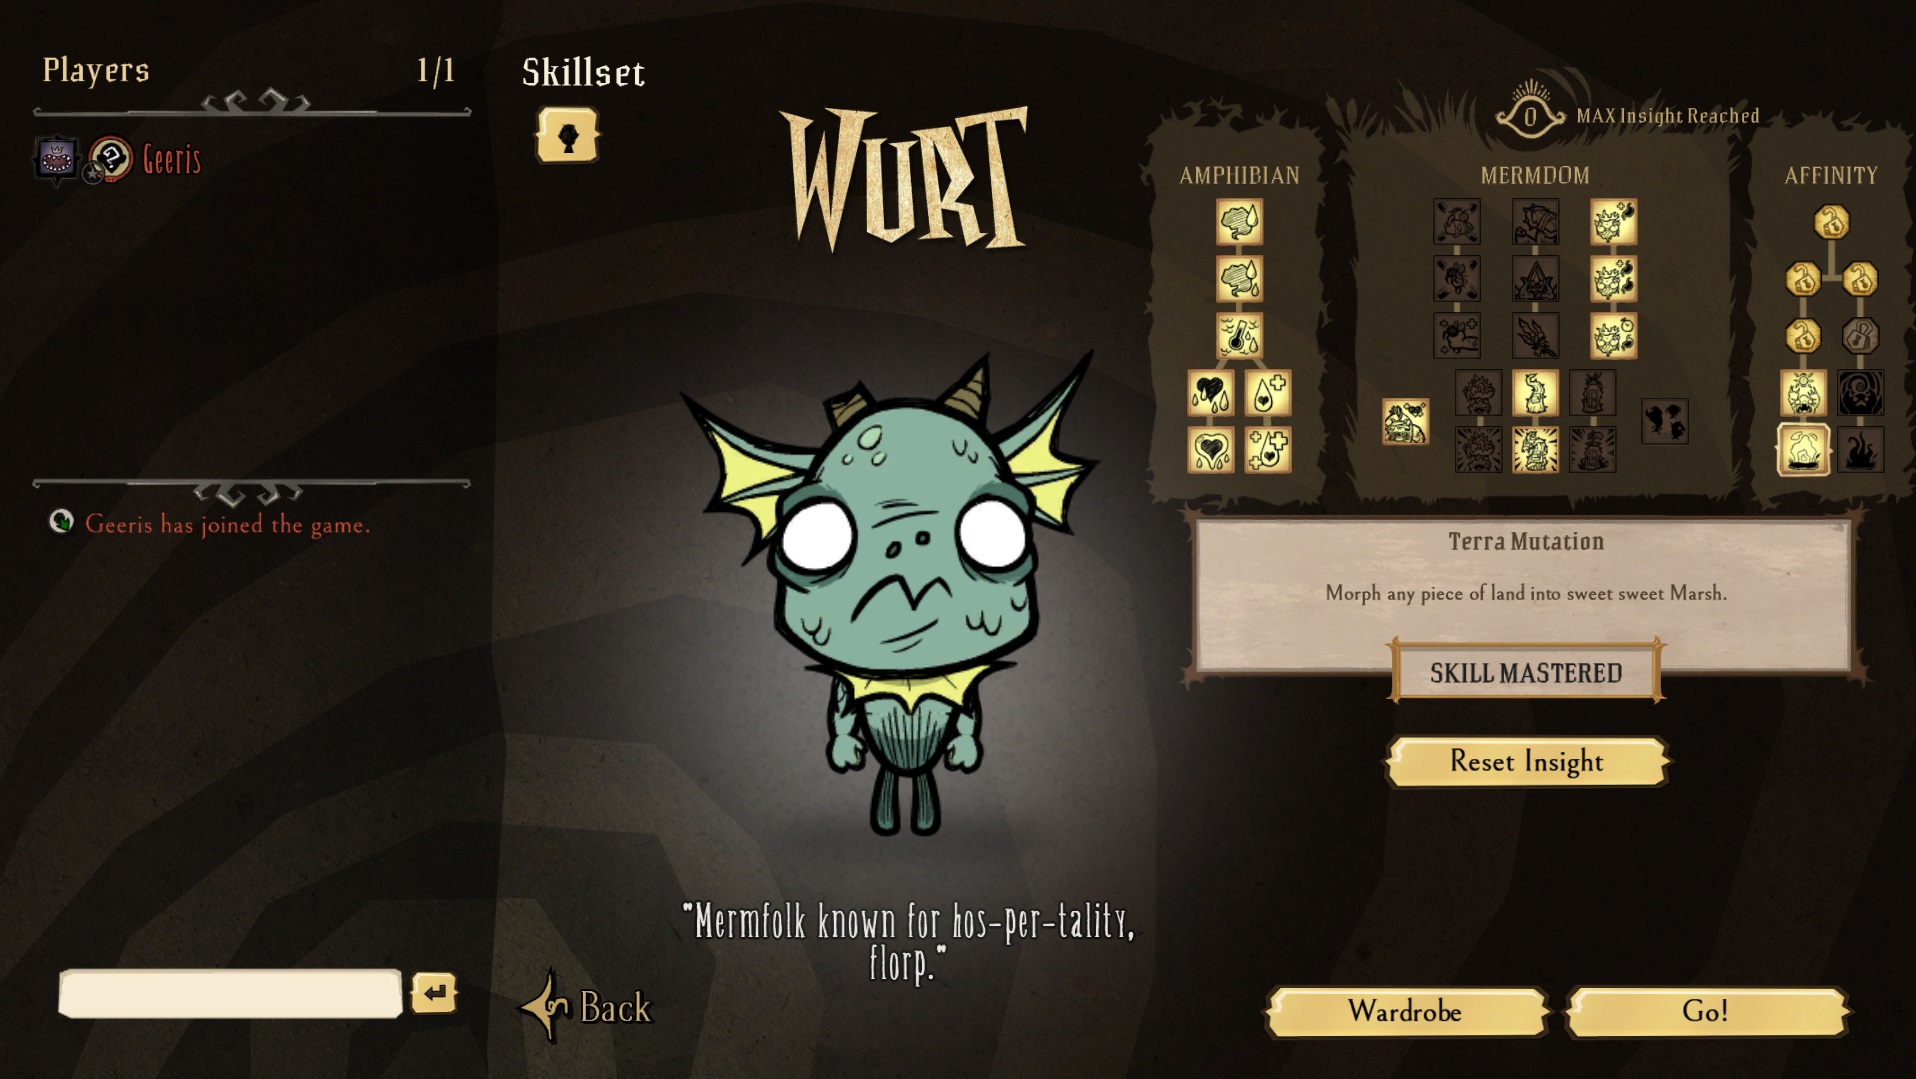 Players 1/1
Geeris
Geeris has joined the game.
Skillset
WURT
"Mermfolk known for hos-per-tality,
florp."
Back
0 MAX Insight Reached
AMPHIBIAN
MERMDOM
AFFINITY
Terra Mutation
Morph any piece of land into sweet sweet Marsh.
SKILL MASTERED
Reset Insight
Wardrobe
Go!